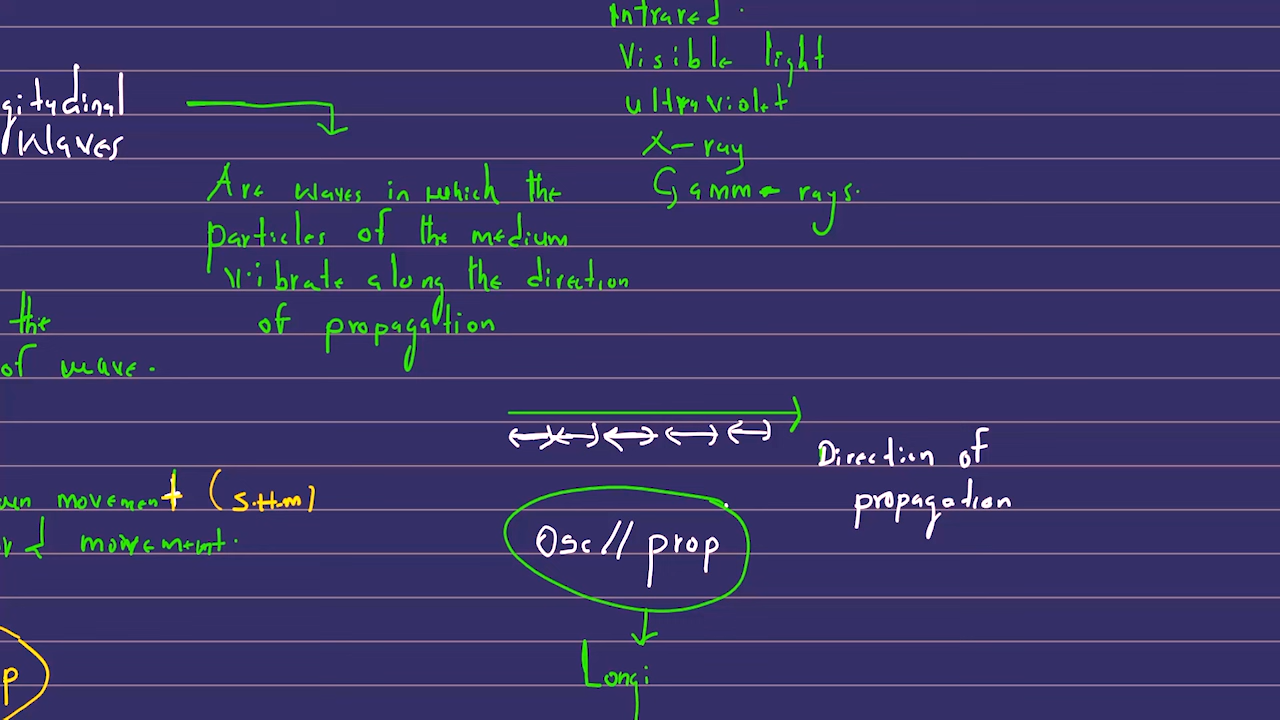 Infrared.
Visible light
ultraviolet
X-ray
Gamma rays.
gitudinal
waves
Are waves in which the
particles of the medium
vibrate along the direction
of propagation
the
of wave.
Direction of
propagation
wn movement (S.H.m)
movement.
Osc // prop
Longi
p